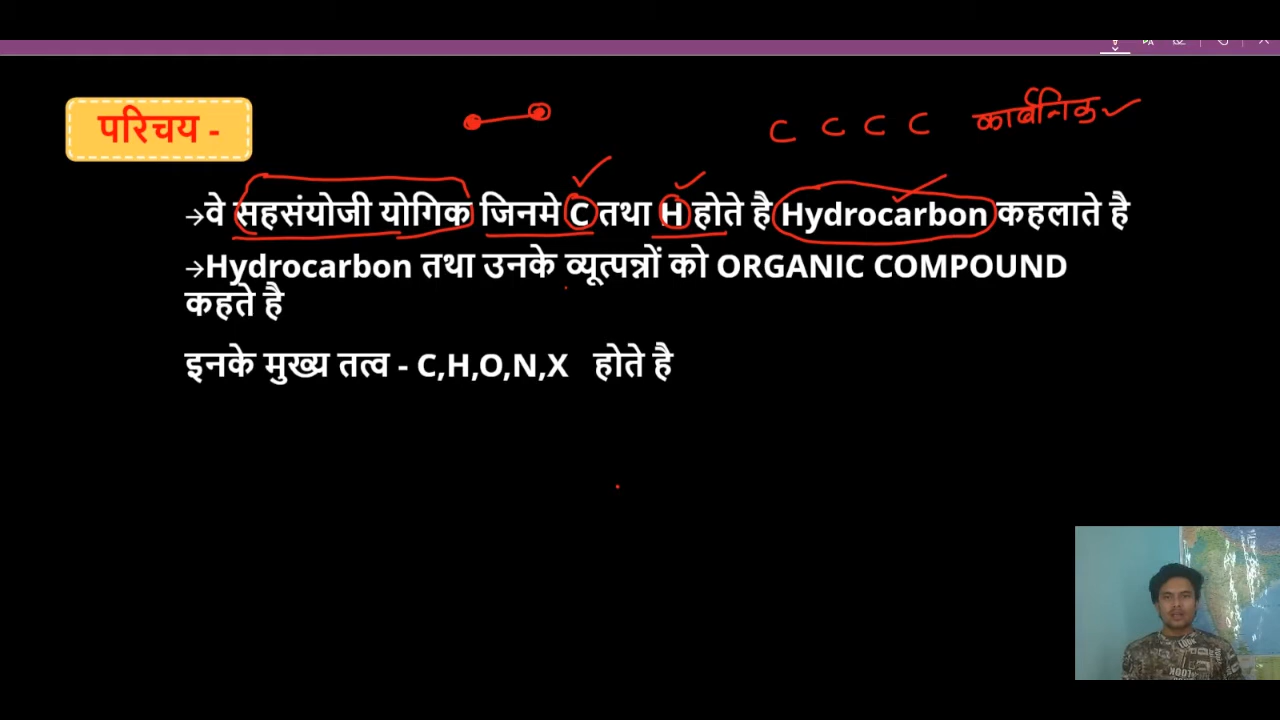 परिचय -
C C C C कार्बनिक
→वे सहसंयोजी योगिक जिनमे C तथा H होते है Hydrocarbon कहलाते है
→Hydrocarbon तथा उनके व्यूत्पन्नों को ORGANIC COMPOUND
कहते है
इनके मुख्य तत्व - C,H,O,N,X होते है